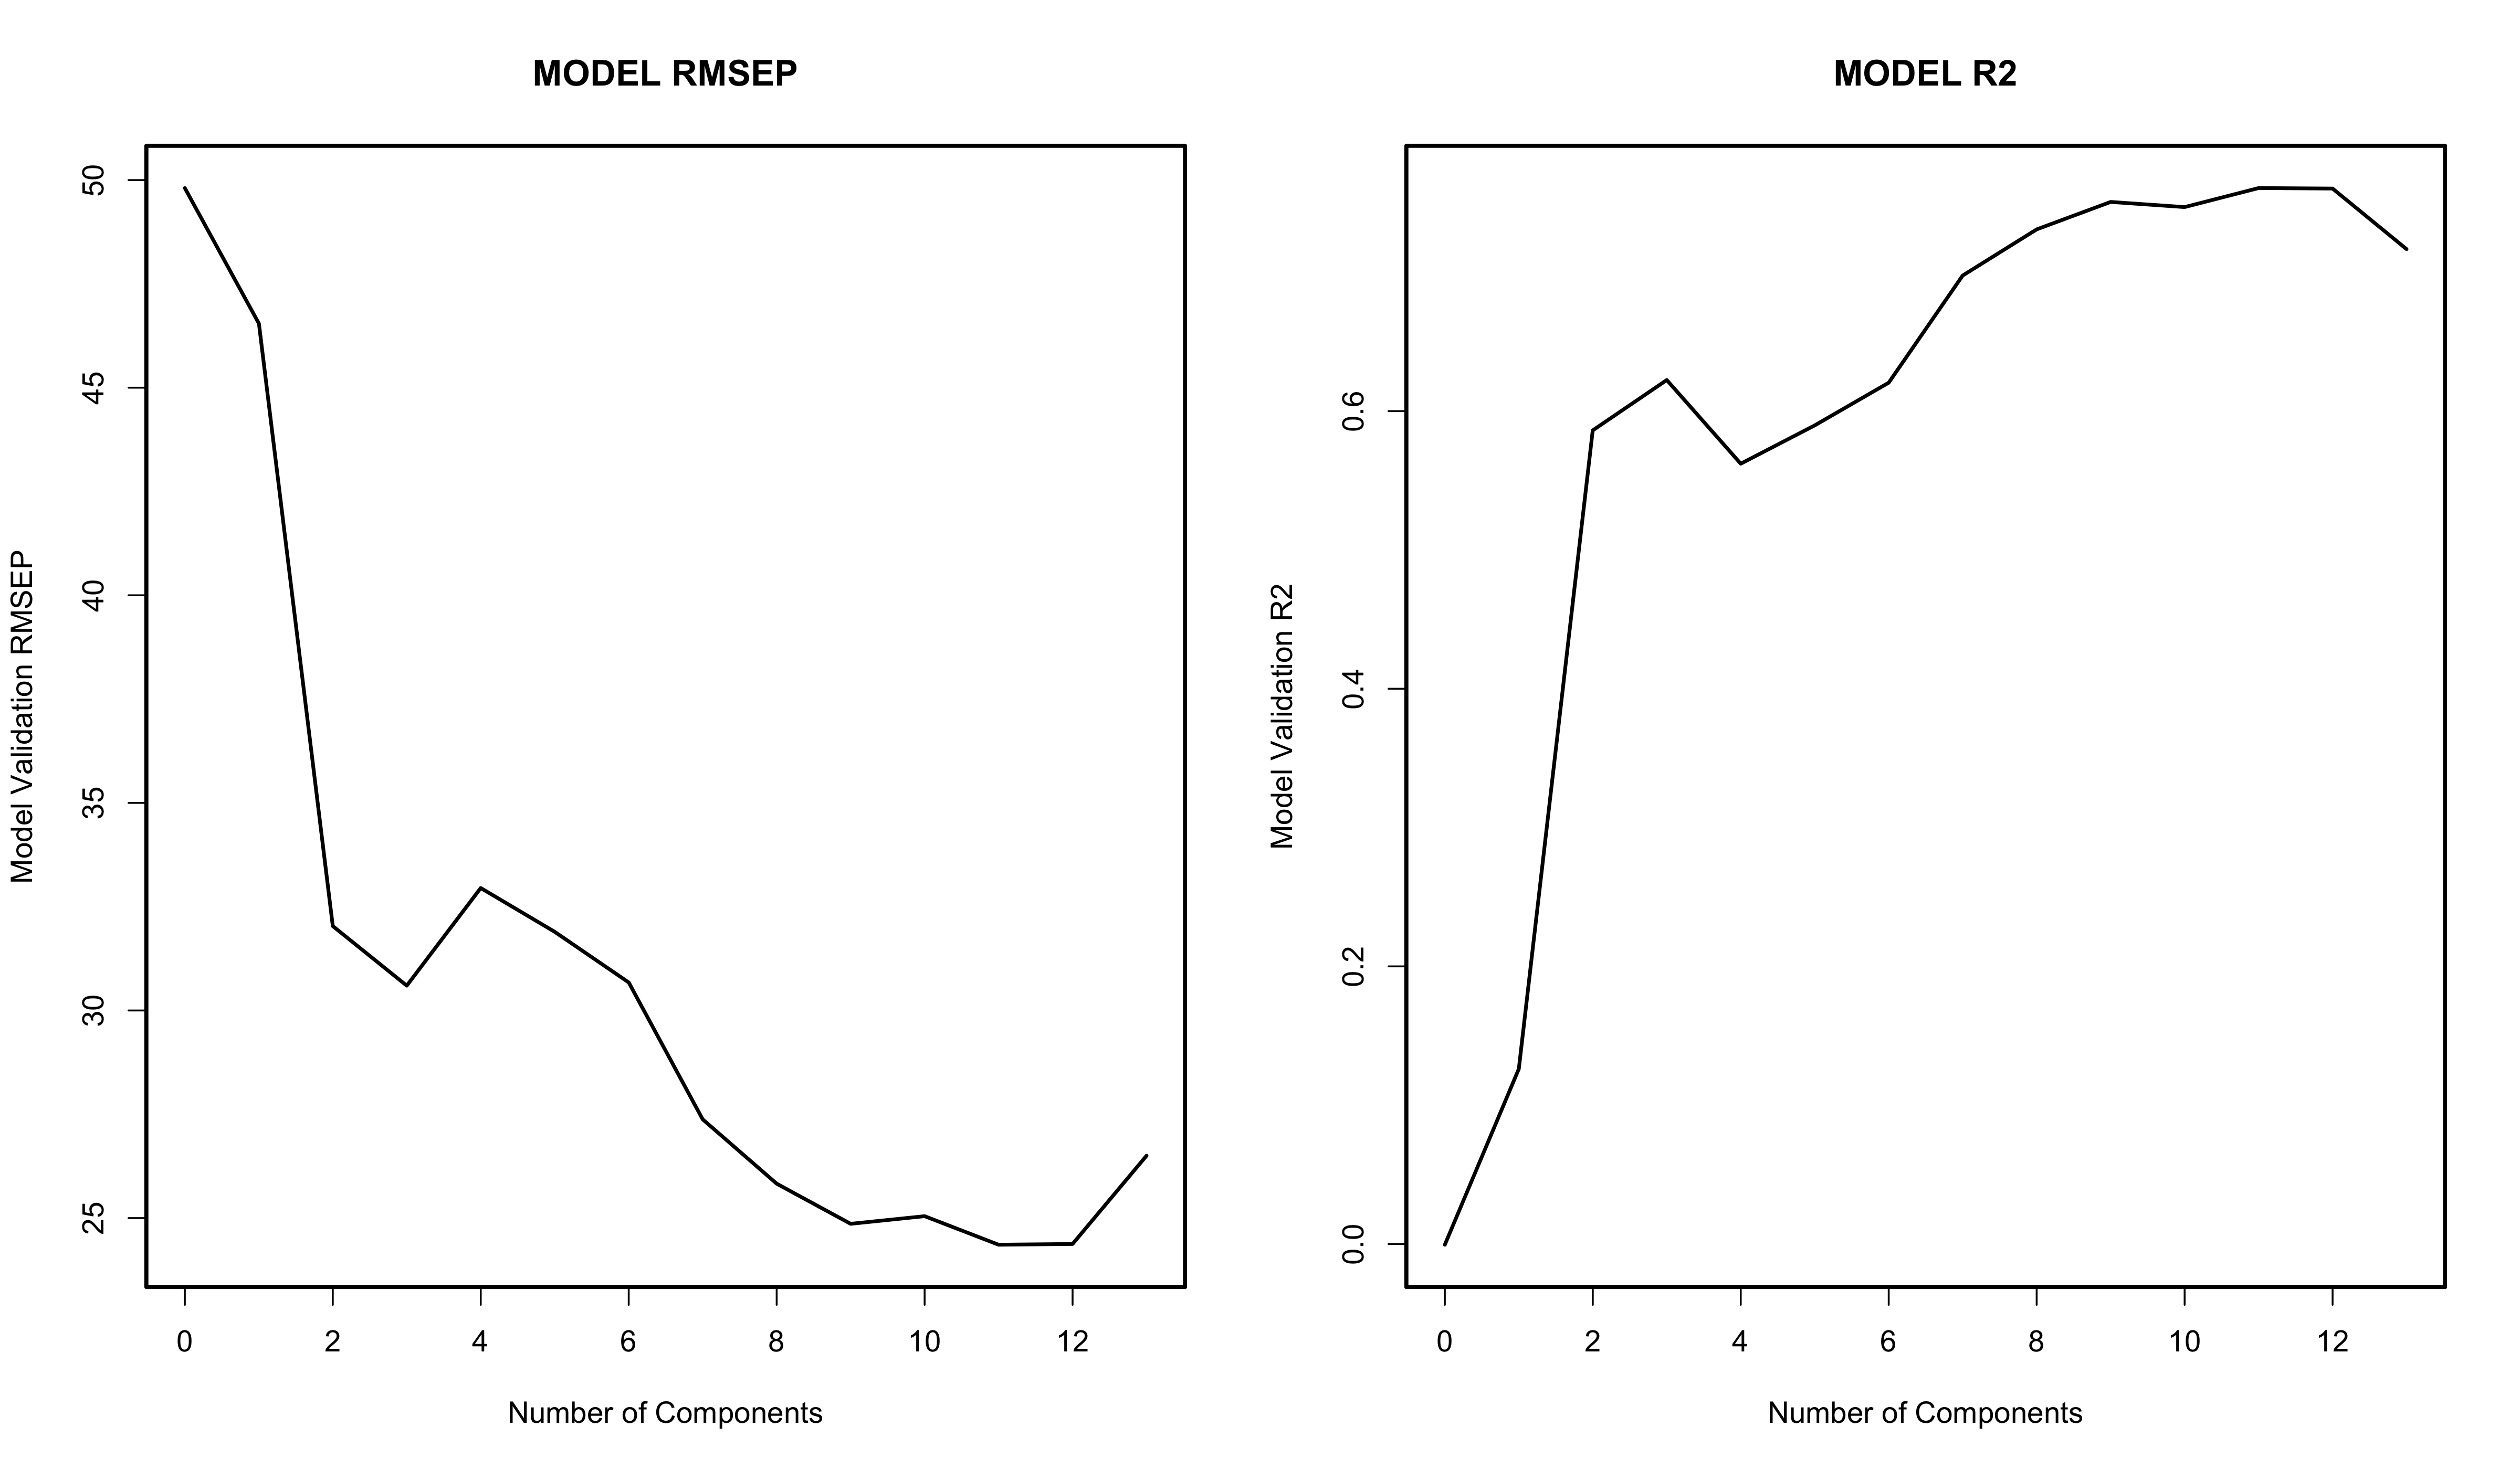 MODEL RMSEP
Model Validation RMSEP
50
45
40
35
30
25
0 2 4 6 8 10 12
Number of Components
MODEL R2
Model Validation R2
0.6
0.4
0.2
0.0
0 2 4 6 8 10 12
Number of Components